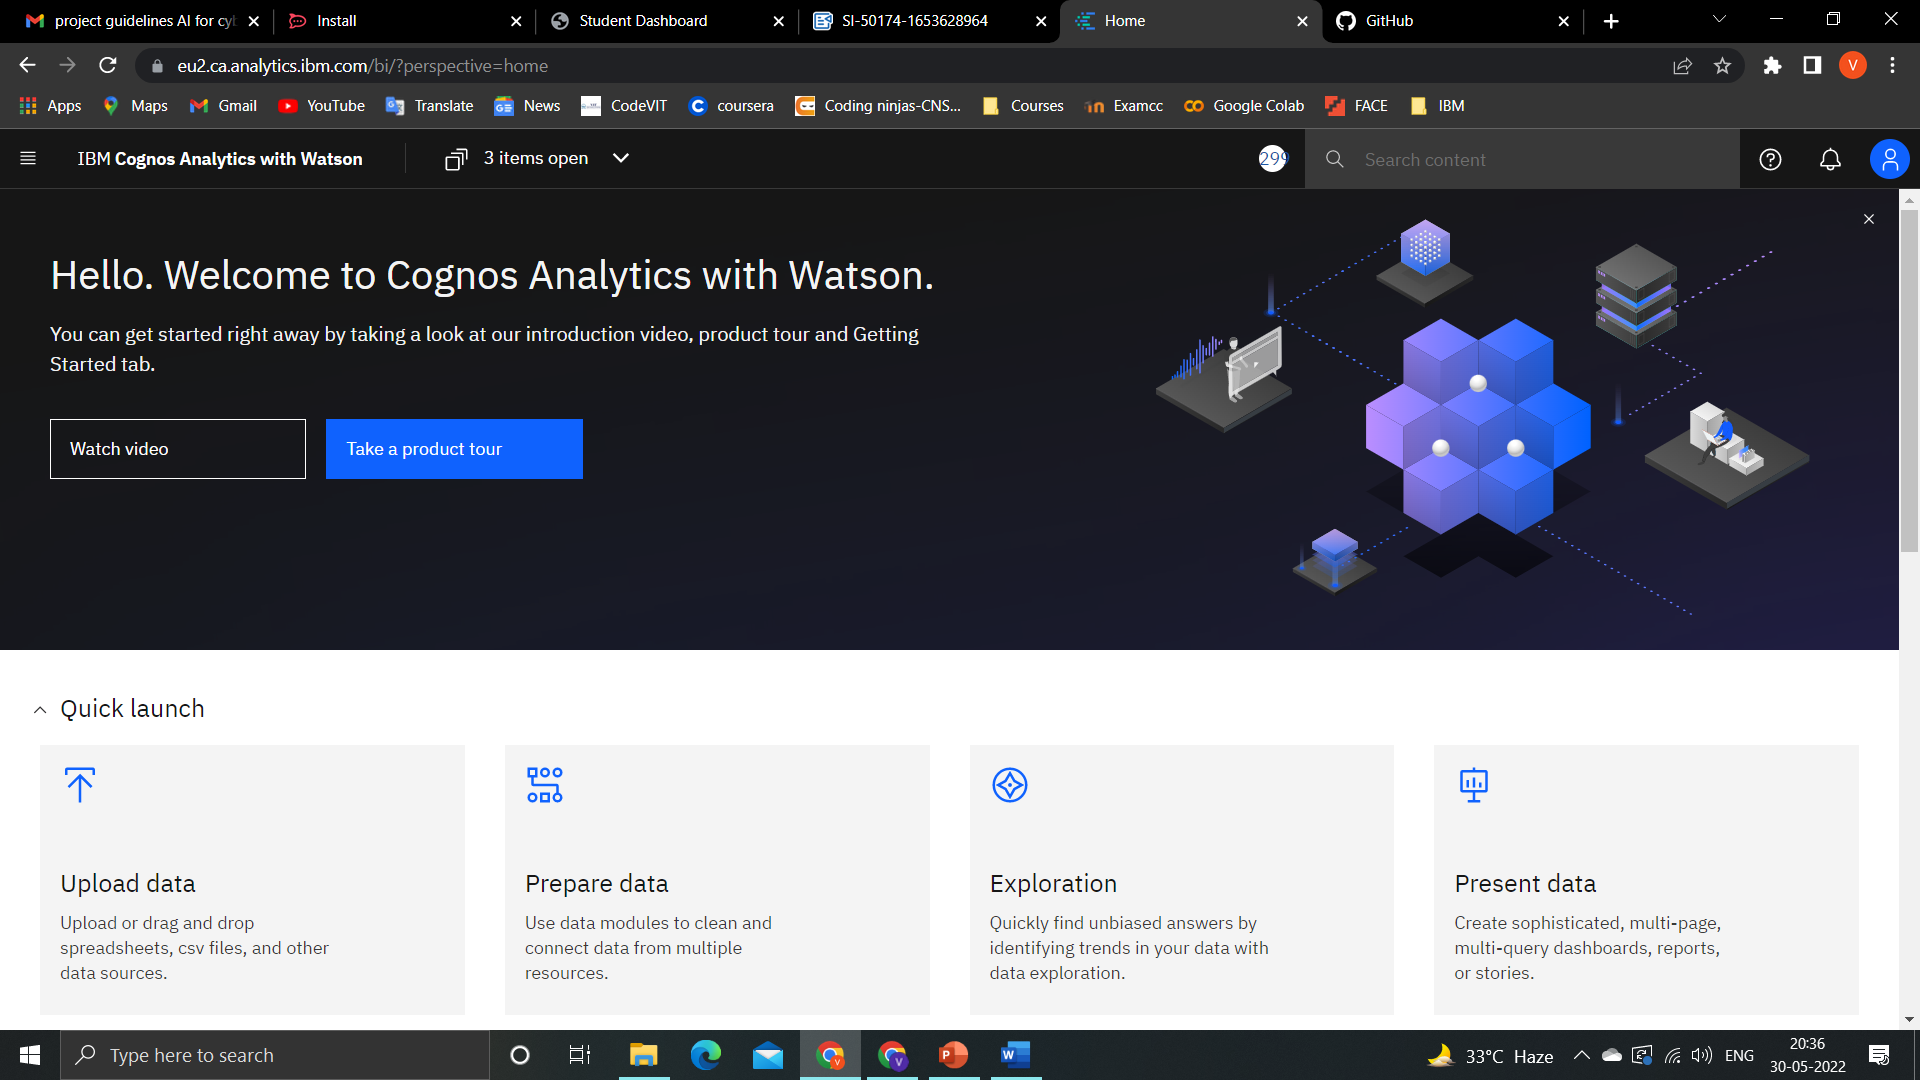 project guidelines AI for cy
Install
Student Dashboard
SI-50174-1653628964
Home
GitHub
eu2.ca.analytics.ibm.com/bi/?perspective=home
V
Apps
Maps
Gmail
YouTube
Translate
News
CodeVIT
coursera
Coding ninjas-CNS...
Courses
Examcc
Google Colab
FACE
IBM
IBM Cognos Analytics with Watson
3 items open
299
Search content
Hello. Welcome to Cognos Analytics with Watson.
You can get started right away by taking a look at our introduction video, product tour and Getting
Started tab.
Watch video
Take a product tour
Quick launch
Upload data
Upload or drag and drop
spreadsheets, csv files, and other
data sources.
Prepare data
Use data modules to clean and
connect data from multiple
resources.
Exploration
Quickly find unbiased answers by
identifying trends in your data with
data exploration.
Present data
Create sophisticated, multi-page,
multi-query dashboards, reports,
or stories.
Type here to search
33°C Haze
ENG
20:36
30-05-2022